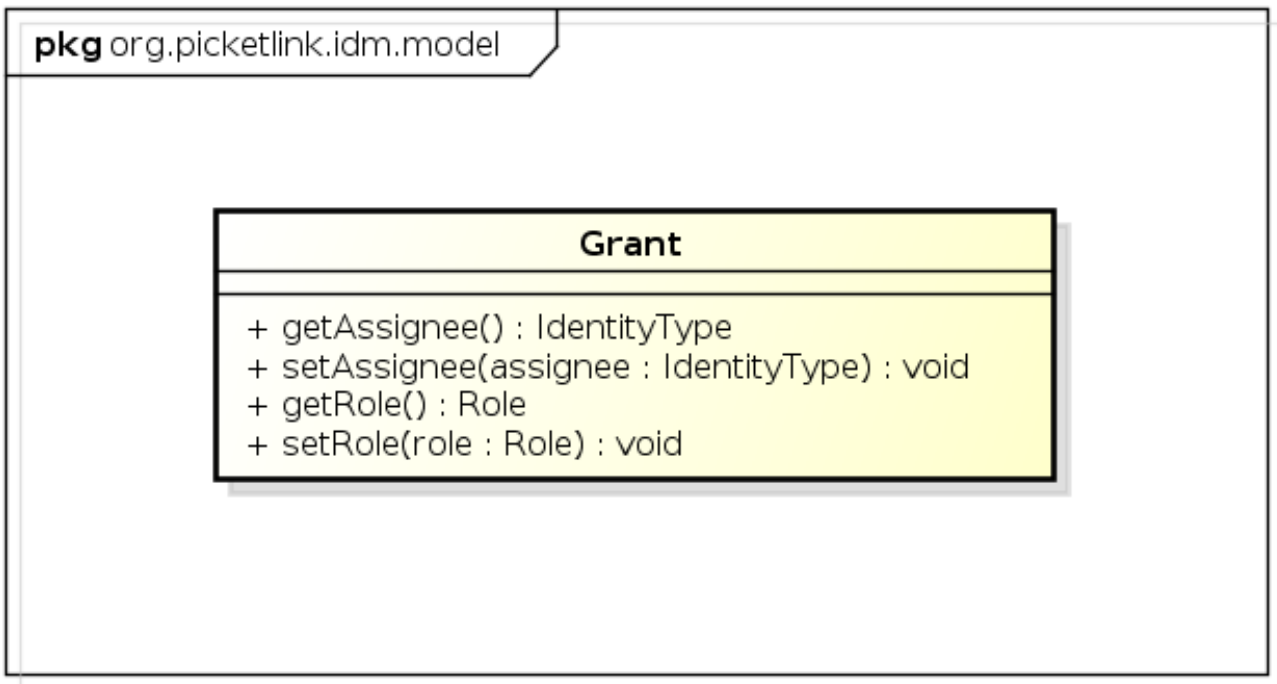 pkg org.picketlink.idm.model
Grant
+ getAssignee() : IdentityType
+ setAssignee(assignee : IdentityType) : void
+ getRole() : Role
+ setRole(role : Role) : void